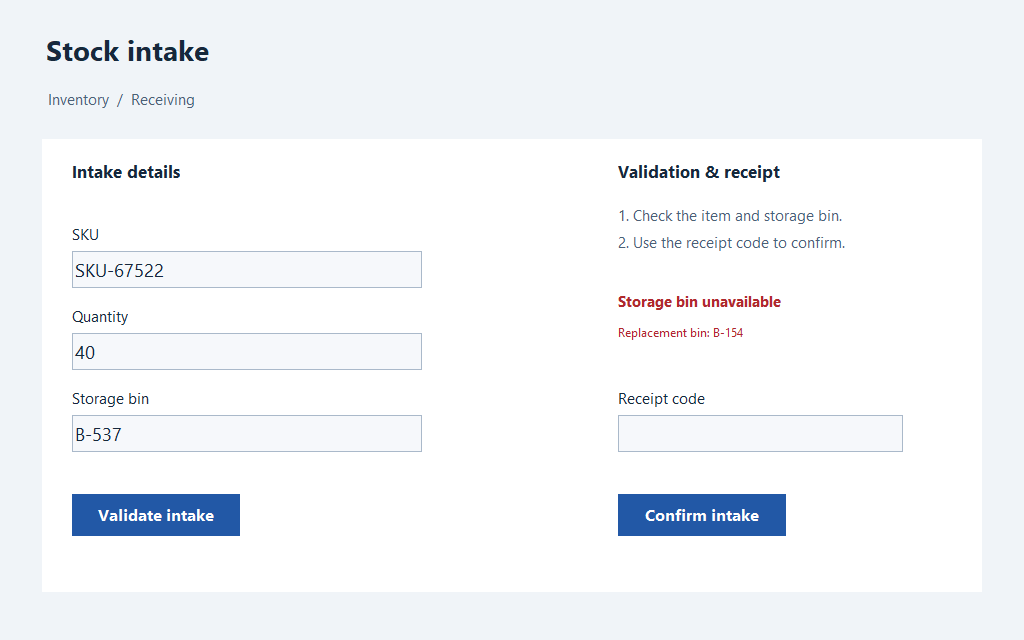 Stock intake
Inventory / Receiving
Intake details
SKU
SKU-67522
Quantity
40
Storage bin
B-537
Validate intake
Validation & receipt
1. Check the item and storage bin.
2. Use the receipt code to confirm.
Storage bin unavailable
Replacement bin: B-154
Receipt code
Confirm intake